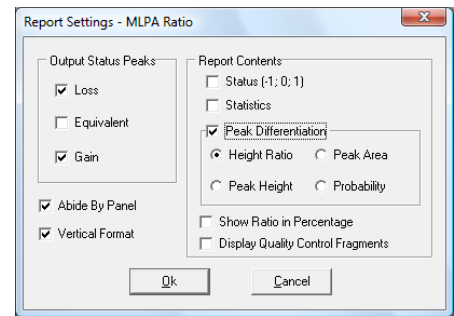 Report Settings - MLPA Ratio
Output Status Peaks
Loss
Equivalent
Gain
Abide By Panel
Vertical Format
Report Contents
Status (-1; 0; 1)
Statistics
Peak Differentiation
Height Ratio
Peak Area
Peak Height
Probability
Show Ratio in Percentage
Display Quality Control Fragments
Ok
Cancel